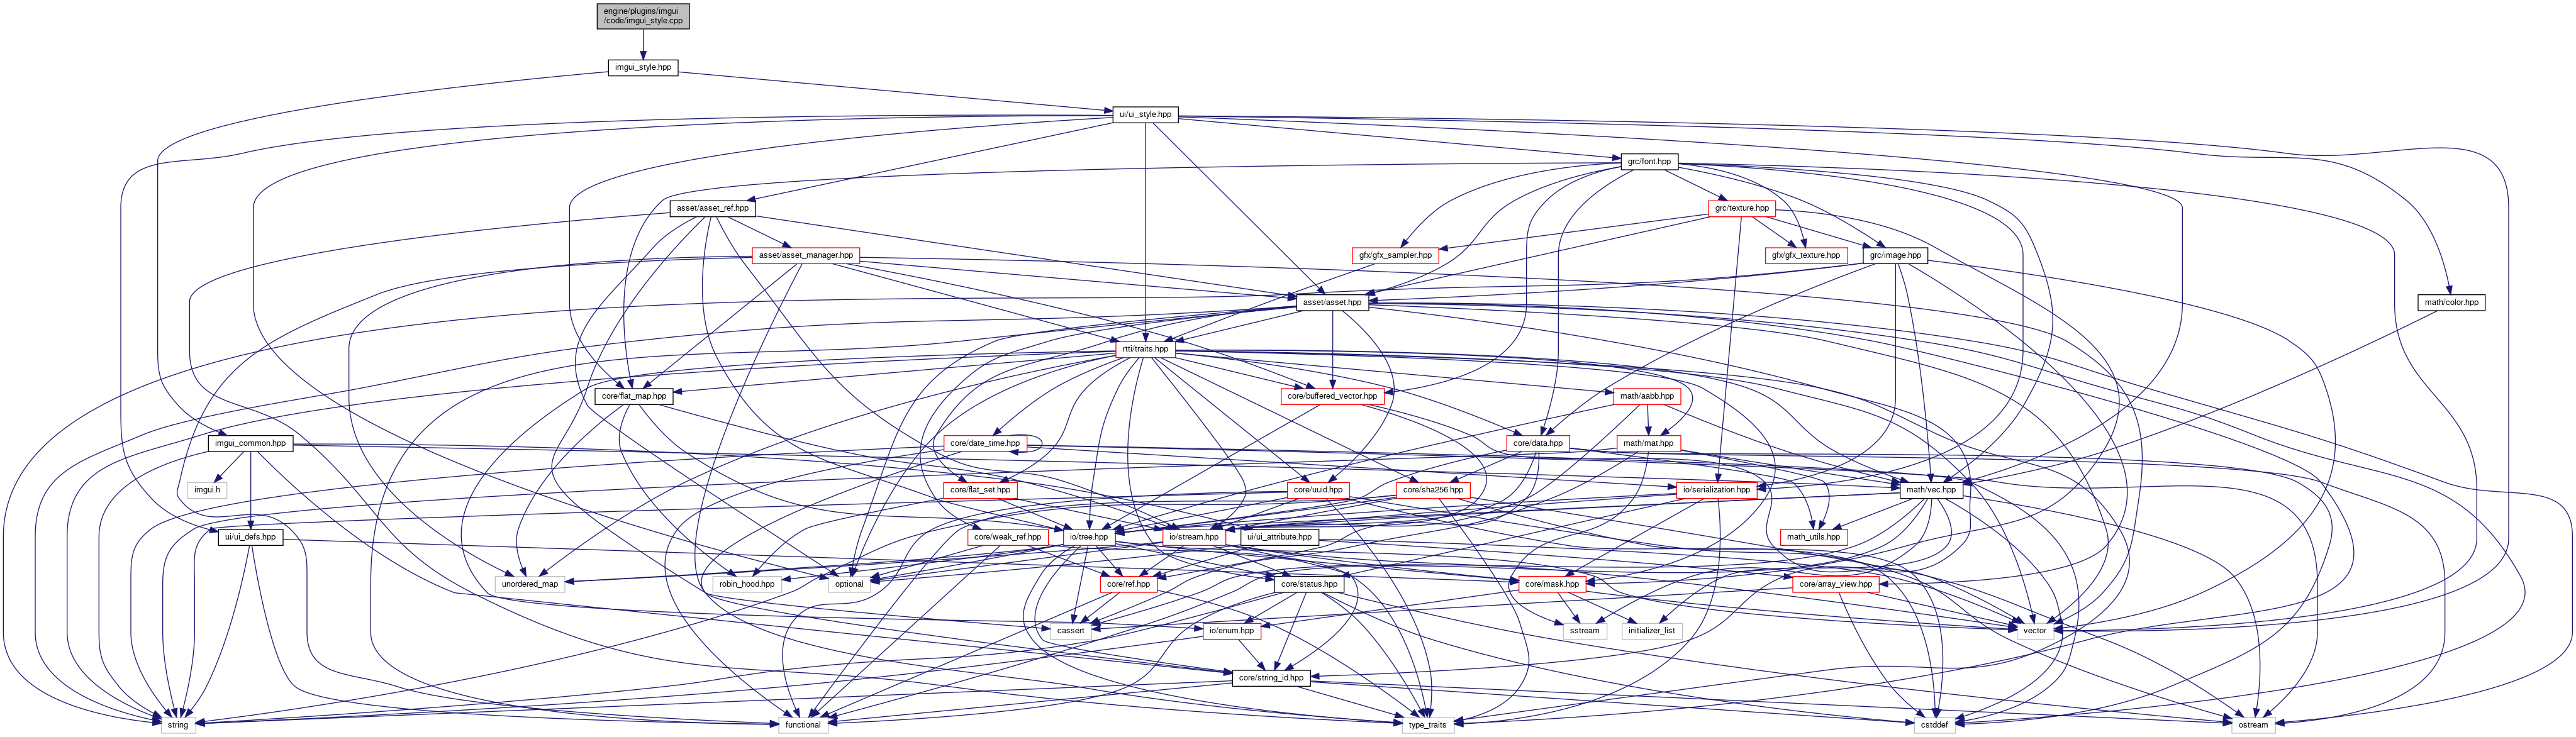 engine/plugins/imgui
/code/imgui_style.cpp
imgui_style.hpp
ui/ui_style.hpp
grc/font.hpp
asset/asset_ref.hpp
grc/texture.hpp
asset/asset_manager.hpp
gfx/gfx_sampler.hpp
gfx/gfx_texture.hpp
grc/image.hpp
asset/asset.hpp
math/color.hpp
rtti/traits.hpp
core/flat_map.hpp
core/buffered_vector.hpp
math/aabb.hpp
imgui_common.hpp
core/date_time.hpp
core/data.hpp
math/mat.hpp
imgui.h
core/flat_set.hpp
core/uuid.hpp
core/sha256.hpp
io/serialization.hpp
math/vec.hpp
ui/ui_defs.hpp
core/weak_ref.hpp
io/tree.hpp
io/stream.hpp
ui/ui_attribute.hpp
math_utils.hpp
unordered_map
robin_hood.hpp
optional
core/ref.hpp
core/status.hpp
core/mask.hpp
core/array_view.hpp
cassert
io/enum.hpp
sstream
initializer_list
vector
core/string_id.hpp
string
functional
type_traits
cstddef
ostream